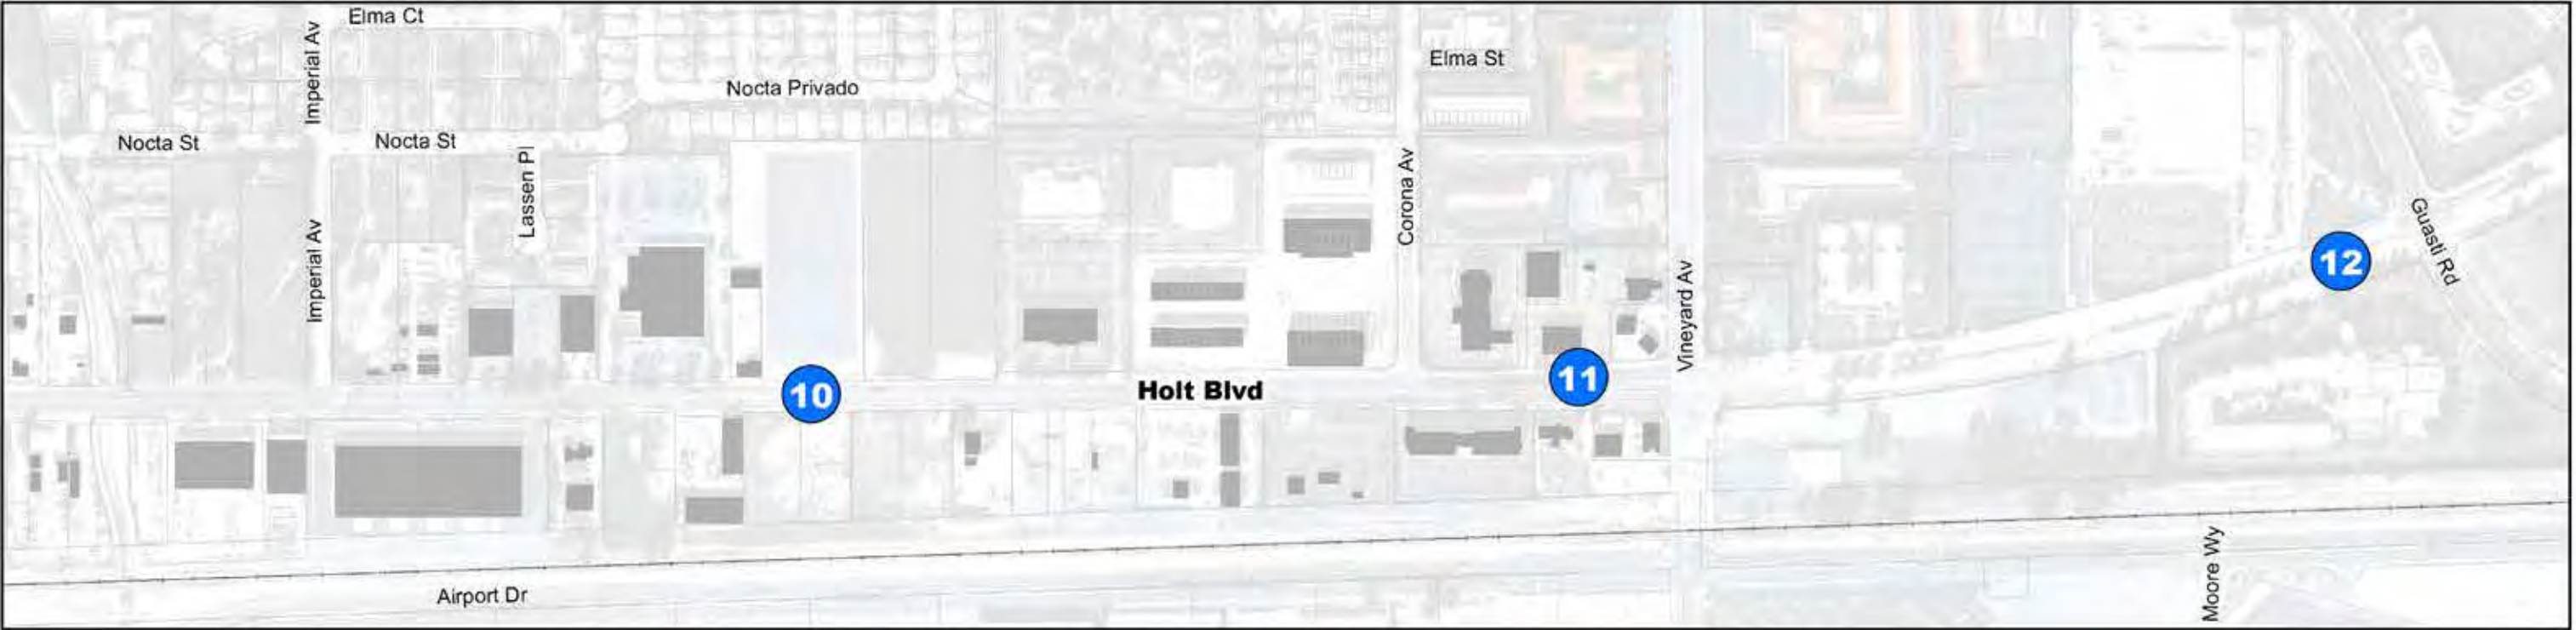 Elma Ct
Imperial Av
Elma St
Nocta Privado
Nocta St
Nocta St
Lassen Pl
Corona Av
Imperial Av
Vineyard Av
Guasti Rd
12
10
Holt Blvd
11
Airport Dr
Moore Wy